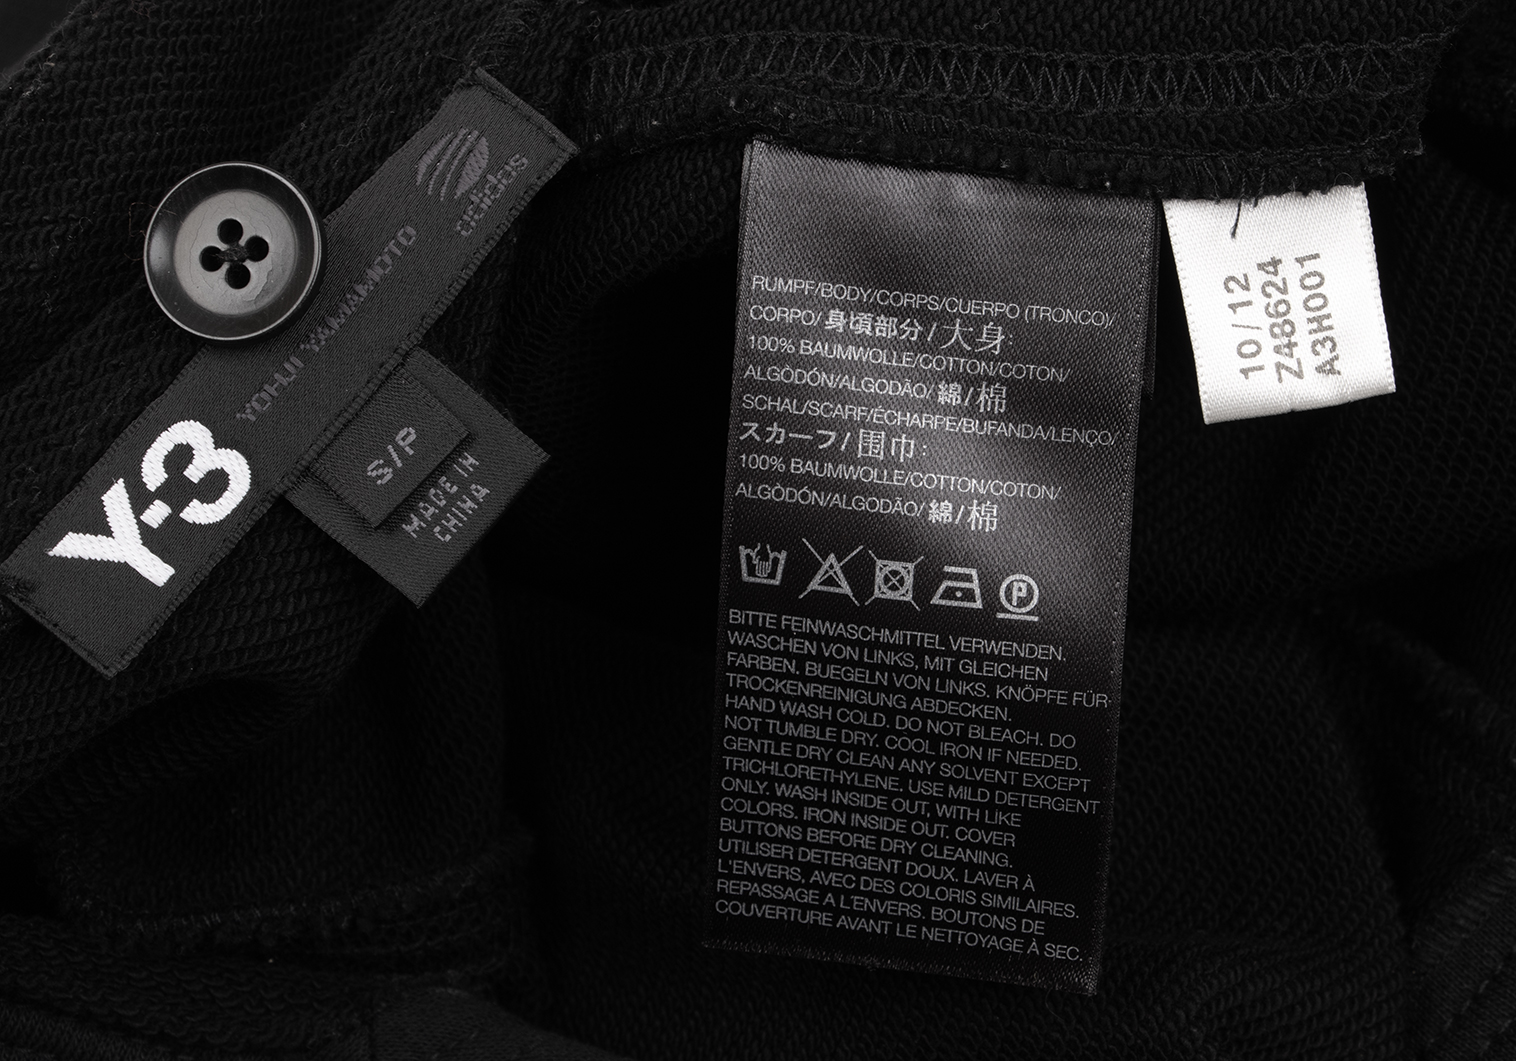 Y-3
YOHJI YAMAMOTO
adidas
S/P
MADE IN
CHINA
RUMPF/BODY/CORPS/CUERPO (TRONCO)/
CORPO/身頃部分/大身:
100% BAUMWOLLE/COTTON/COTON/
ALGÒDÓN/ALGODÃO/綿/棉
SCHAL/SCARF/ÉCHARPE/BUFANDA/LENÇO/
スカーフ/围巾:
100% BAUMWOLLE/COTTON/COTON/
ALGÒDÓN/ALGODÃO/綿/棉
P
BITTE FEINWASCHMITTEL VERWENDEN.
WASCHEN VON LINKS, MIT GLEICHEN
FARBEN. BUEGELN VON LINKS. KNÖPFE FÜR
TROCKENREINIGUNG ABDECKEN.
HAND WASH COLD. DO NOT BLEACH. DO
NOT TUMBLE DRY. COOL IRON IF NEEDED.
GENTLE DRY CLEAN ANY SOLVENT EXCEPT
TRICHLORETHYLENE. USE MILD DETERGENT
ONLY. WASH INSIDE OUT, WITH LIKE
COLORS. IRON INSIDE OUT. COVER
BUTTONS BEFORE DRY CLEANING.
UTILISER DETERGENT DOUX. LAVER À
L'ENVERS, AVEC DES COLORIS SIMILAIRES.
REPASSAGE A L'ENVERS. BOUTONS DE
COUVERTURE AVANT LE NETTOYAGE À SEC.
10/12
Z48624
A3H001